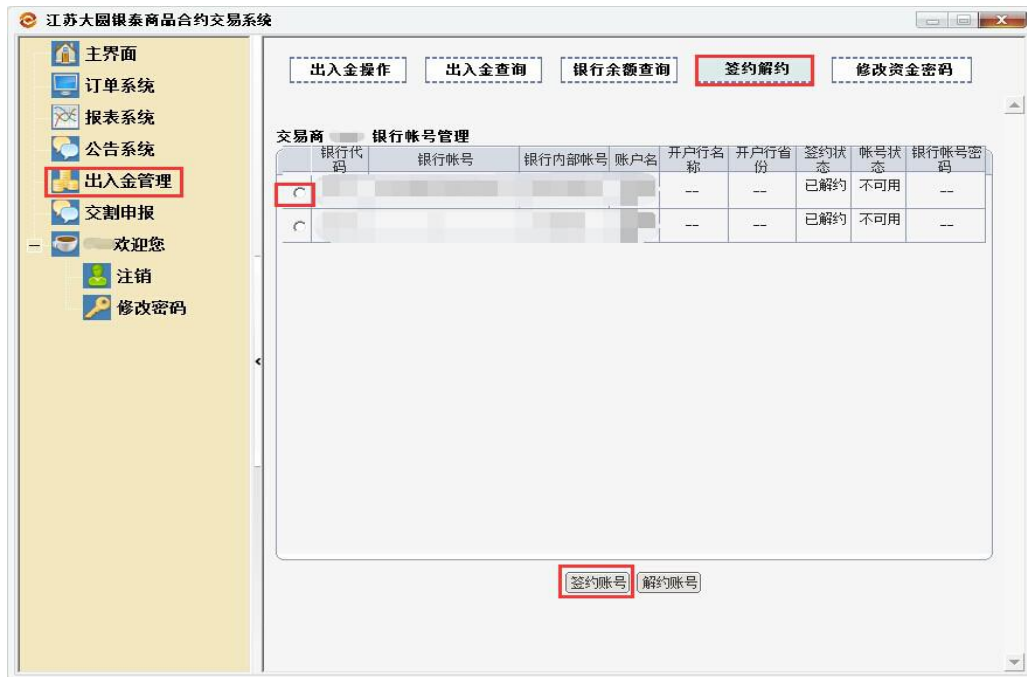 江苏大圆银泰商品合约交易系统
主界面
订单系统
报表系统
公告系统
出入金管理
交割申报
欢迎您
注销
修改密码
出入金操作 出入金查询 银行余额查询 签约解约 修改资金密码
交易商 银行帐号管理
银行代码 银行帐号 银行内部帐号 账户名 开户行名称 开户行省份 签约状态 帐号状态 银行帐号密码
-- -- 已解约 不可用 --
-- -- 已解约 不可用 --
签约账号 解约账号